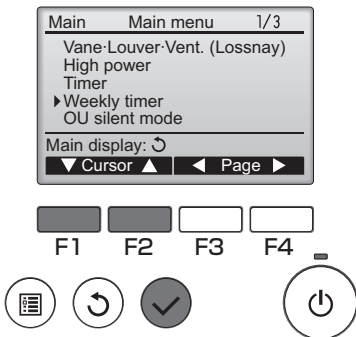 Main Main menu 1/3
Vane·Louver·Vent. (Lossnay)
High power
Timer
▶Weekly timer
OU silent mode
Main display: ↺
▼ Cursor ▲ ◀ Page ▶
F1 F2 F3 F4